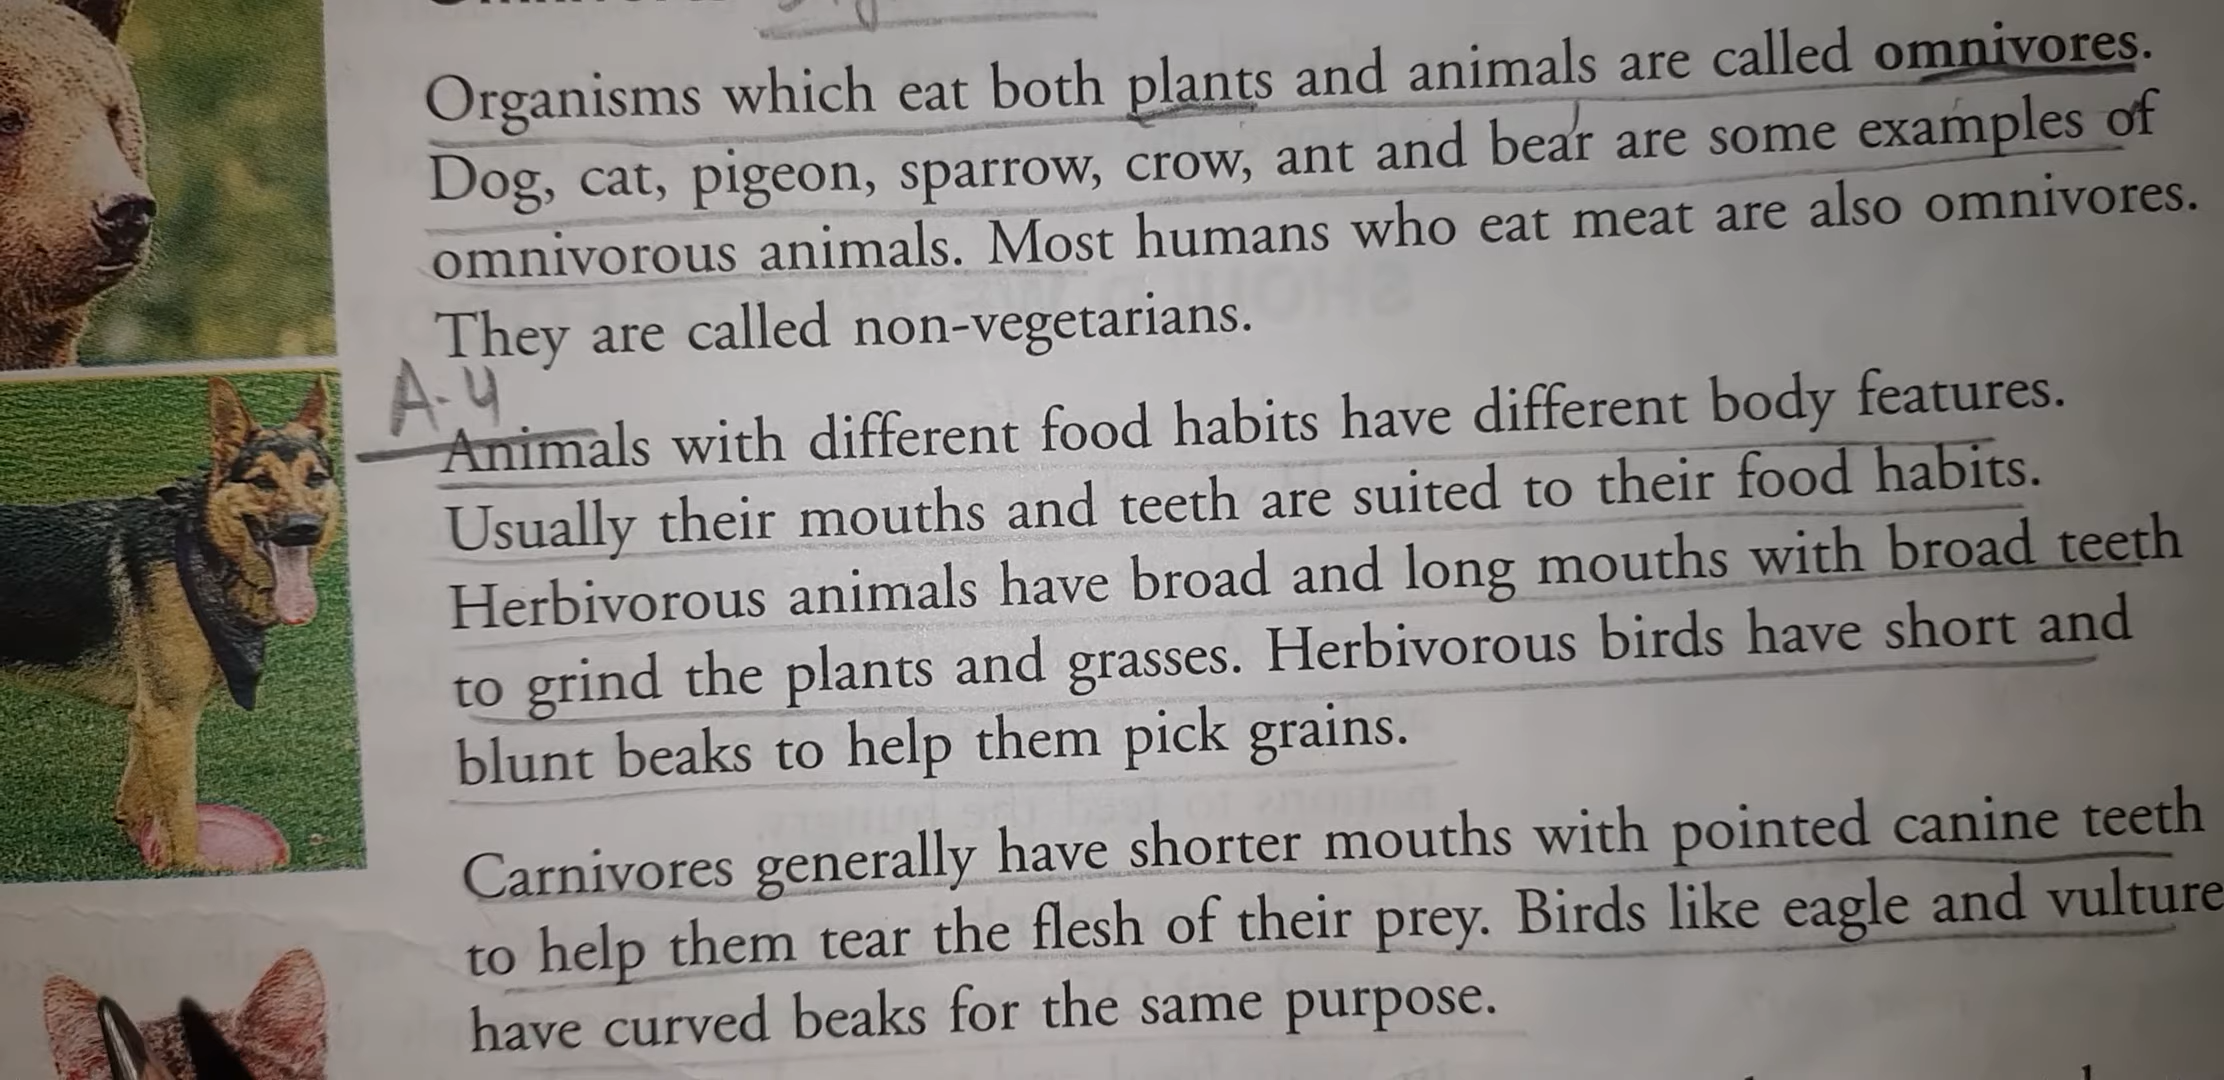 Organisms which eat both plants and animals are called omnivores.
Dog, cat, pigeon, sparrow, crow, ant and bear are some examples of
omnivorous animals. Most humans who eat meat are also omnivores.
They are called non-vegetarians.
A-4
Animals with different food habits have different body features.
Usually their mouths and teeth are suited to their food habits.
Herbivorous animals have broad and long mouths with broad teeth
to grind the plants and grasses. Herbivorous birds have short and
blunt beaks to help them pick grains.
Carnivores generally have shorter mouths with pointed canine teeth
to help them tear the flesh of their prey. Birds like eagle and vulture
have curved beaks for the same purpose.